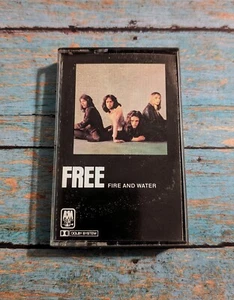 FREE FIRE AND WATER
A&M
DOLBY SYSTEM